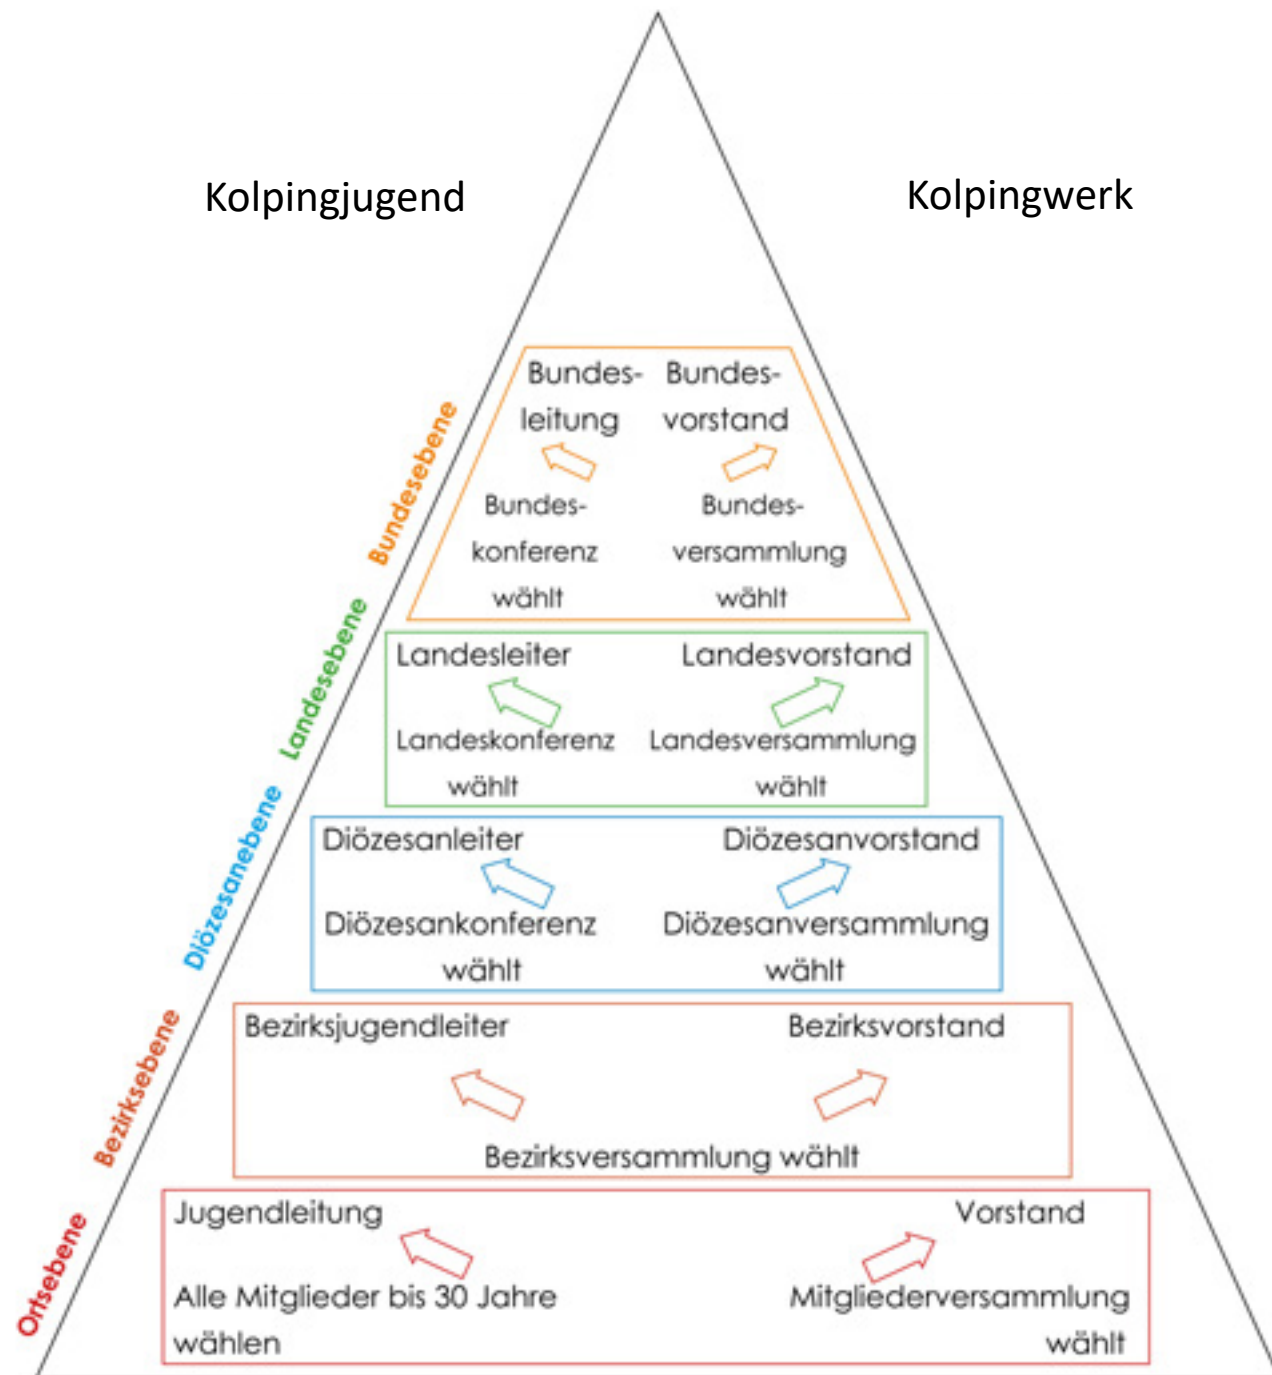 Kolpingjugend
Kolpingwerk
Bundesebene
Bundes-
leitung
Bundes-
vorstand
Bundes-
konferenz
wählt
Bundes-
versammlung
wählt
Landesebene
Landesleiter
Landesvorstand
Landeskonferenz
wählt
Landesversammlung
wählt
Diözesanebene
Diözesanleiter
Diözesanvorstand
Diözesankonferenz
wählt
Diözesanversammlung
wählt
Bezirksebene
Bezirksjugendleiter
Bezirksvorstand
Bezirksversammlung wählt
Ortsebene
Jugendleitung
Vorstand
Alle Mitglieder bis 30 Jahre
wählen
Mitgliederversammlung
wählt